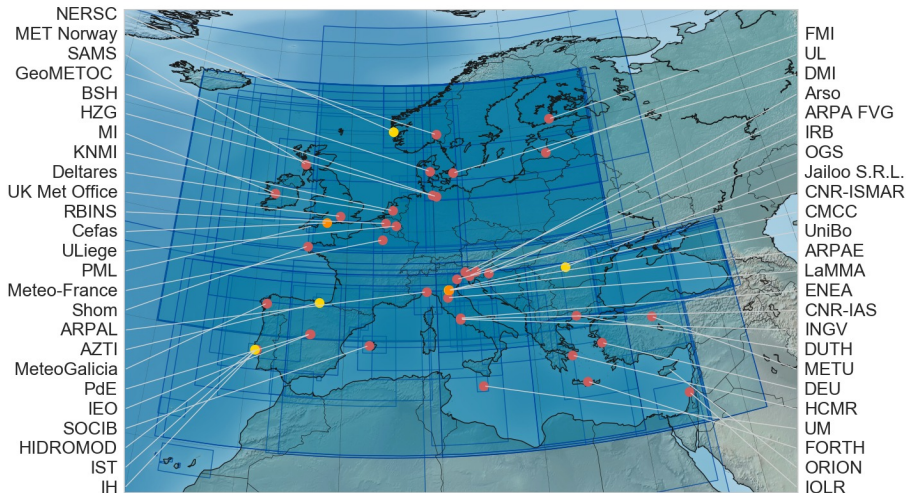 NERSC
MET Norway
SAMS
GeoMETOC
BSH
HZG
MI
KNMI
Deltares
UK Met Office
RBINS
Cefas
ULiege
PML
Meteo-France
Shom
ARPAL
AZTI
MeteoGalicia
PdE
IEO
SOCIB
HIDROMOD
IST
IH
FMI
UL
DMI
Arso
ARPA FVG
IRB
OGS
Jailoo S.R.L.
CNR-ISMAR
CMCC
UniBo
ARPAE
LaMMA
ENEA
CNR-IAS
INGV
DUTH
METU
DEU
HCMR
UM
FORTH
ORION
IOLR